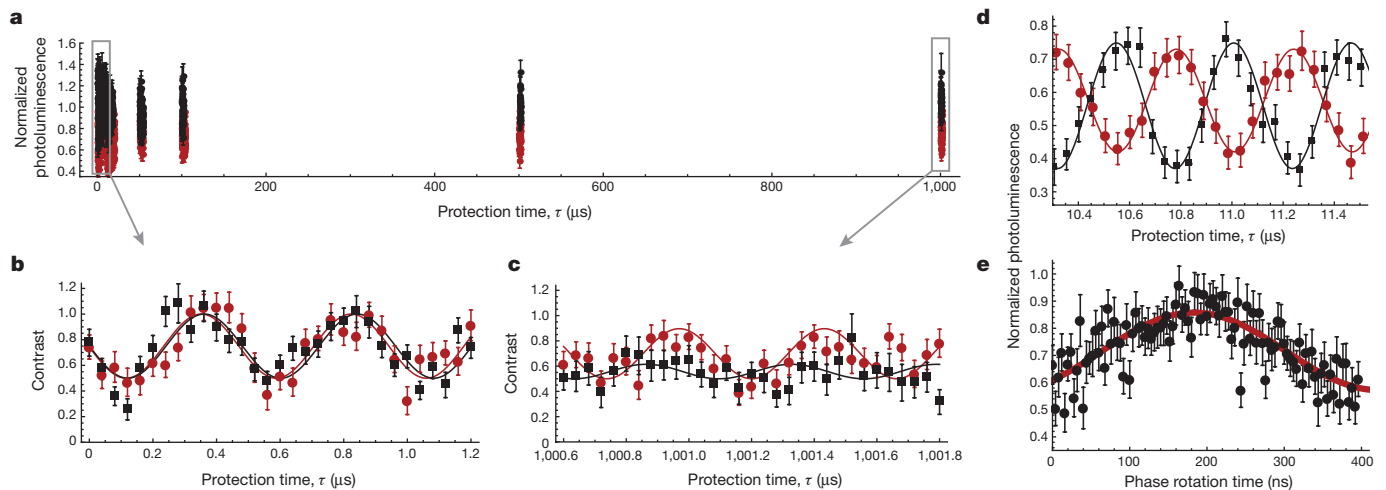 a
Normalized
photoluminescence
1.6
1.4
1.2
1.0
0.8
0.6
0.4
0 200 400 600 800 1,000
Protection time, τ (μs)
b
Contrast
1.2
1.0
0.8
0.6
0.4
0.2
0
0 0.2 0.4 0.6 0.8 1.0 1.2
Protection time, τ (μs)
c
Contrast
1.2
1.0
0.8
0.6
0.4
0.2
0
1,000.6 1,000.8 1,001 1,001.2 1,001.4 1,001.6 1,001.8
Protection time, τ (μs)
Normalized photoluminescence
d
0.8
0.7
0.6
0.5
0.4
0.3
10.4 10.6 10.8 11.0 11.2 11.4
Protection time, τ (μs)
e
1.0
0.9
0.8
0.7
0.6
0.5
0.4
0 100 200 300 400
Phase rotation time (ns)